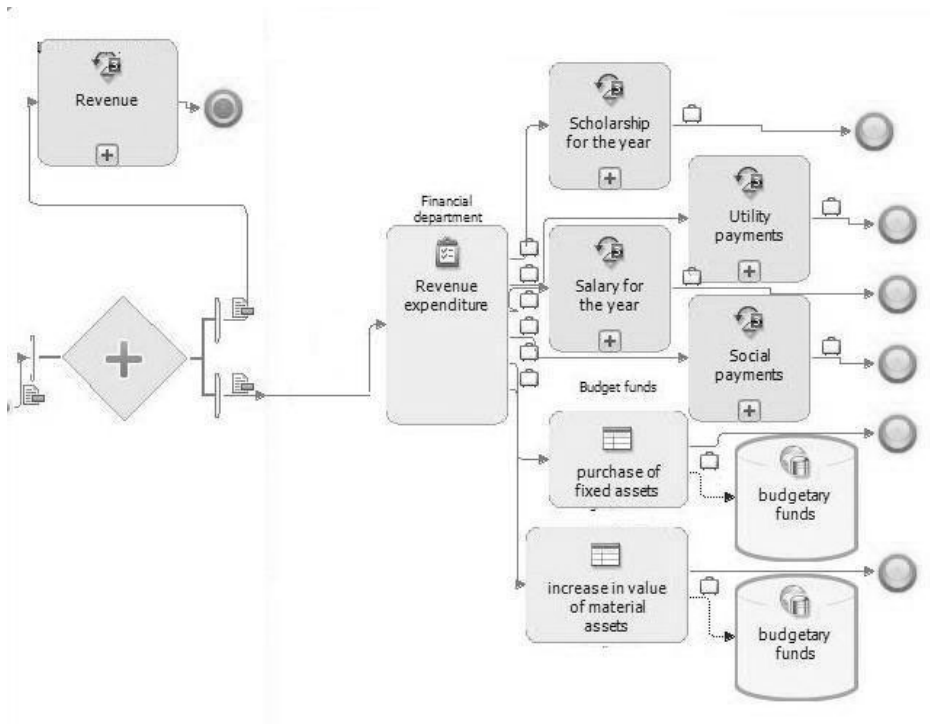 Revenue
Scholarship
for the year
Financial
department
Utility
payments
Revenue
expenditure
Salary for
the year
Social
payments
Budget funds
purchase of
fixed assets
budgetary
funds
increase in value
of material
assets
budgetary
funds